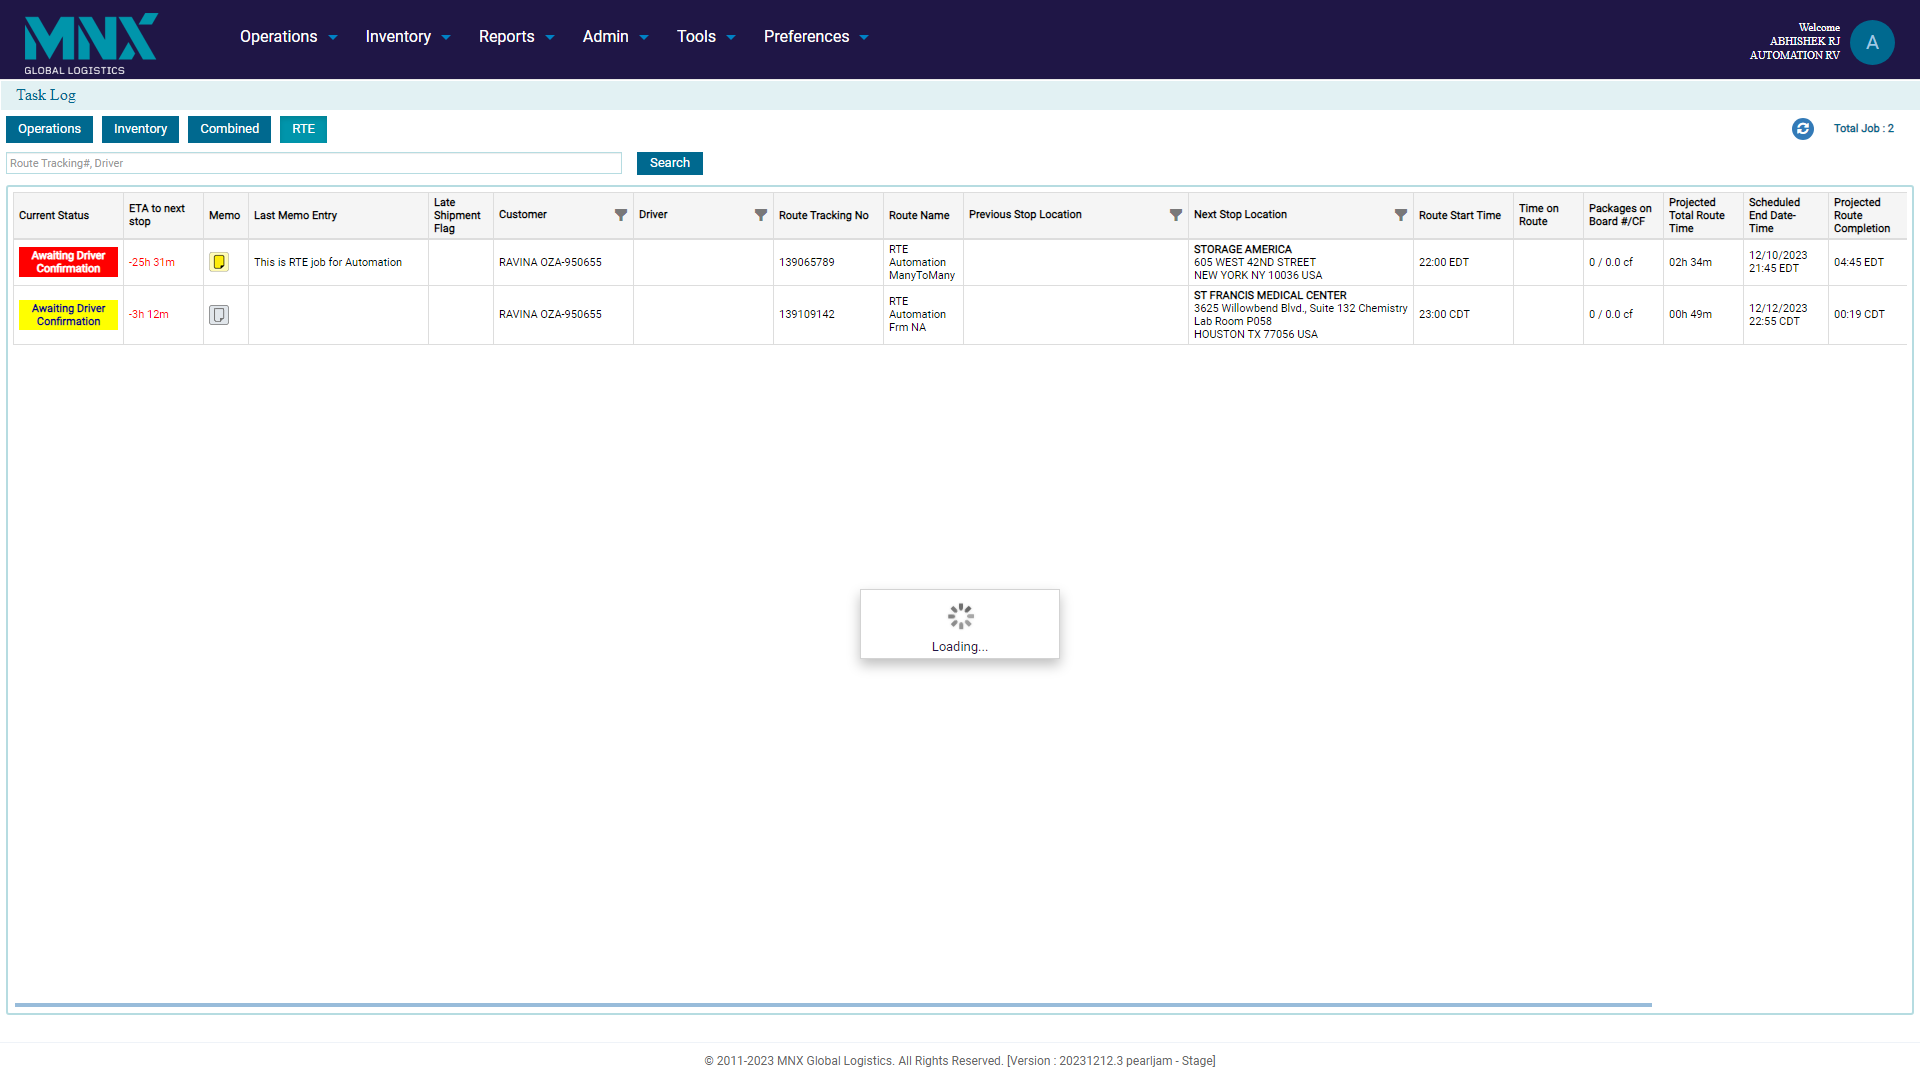 MNX
GLOBAL LOGISTICS
Operations Inventory Reports Admin Tools Preferences
Welcome
ABHISHEK RJ
AUTOMATION RV
A
Task Log
Operations Inventory Combined RTE
Total Job : 2
Route Tracking#, Driver
Search
Current Status
ETA to next
stop
Memo
Last Memo Entry
Late
Shipment
Flag
Customer
Driver
Route Tracking No
Route Name
Previous Stop Location
Next Stop Location
Route Start Time
Time on
Route
Packages on
Board #/CF
Projected
Total Route
Time
Scheduled
End Date-
Time
Projected
Route
Completion
Awaiting Driver
Confirmation
-25h 31m
This is RTE job for Automation
RAVINA OZA-950655
139065789
RTE
Automation
ManyToMany
STORAGE AMERICA
605 WEST 42ND STREET
NEW YORK NY 10036 USA
22:00 EDT
0 / 0.0 cf
02h 34m
12/10/2023
21:45 EDT
04:45 EDT
Awaiting Driver
Confirmation
-3h 12m
RAVINA OZA-950655
139109142
RTE
Automation
Frm NA
ST FRANCIS MEDICAL CENTER
3625 Willowbend Blvd., Suite 132 Chemistry
Lab Room P058
HOUSTON TX 77056 USA
23:00 CDT
0 / 0.0 cf
00h 49m
12/12/2023
22:55 CDT
00:19 CDT
Loading...
© 2011-2023 MNX Global Logistics. All Rights Reserved. [Version : 20231212.3 pearljam - Stage]